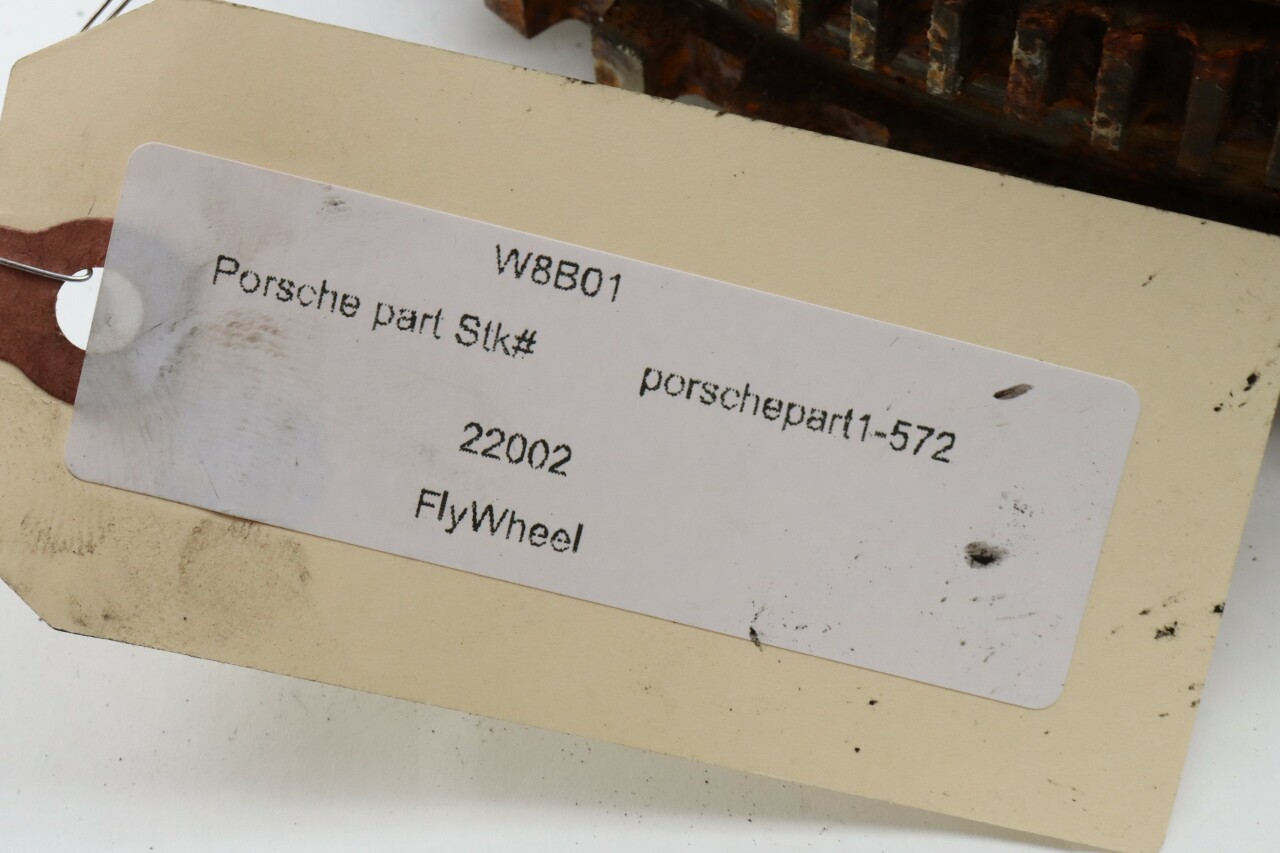 W8B01
Porsche part Stk#
porschepart1-572
22002
FlyWheel